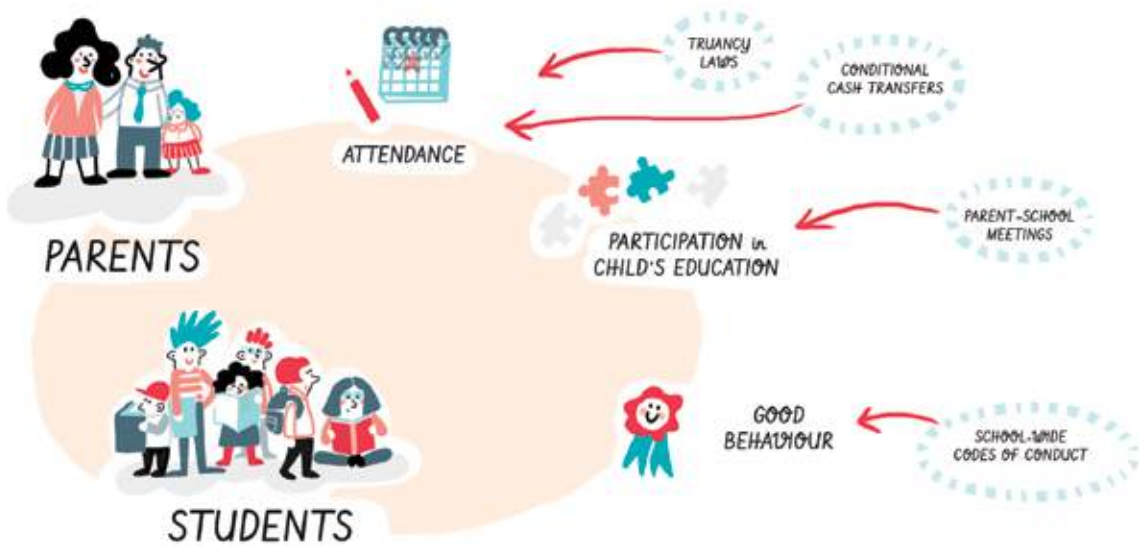 TRUANCY
LAWS
CONDITIONAL
CASH TRANSFERS
ATTENDANCE
PARENT-SCHOOL
MEETINGS
PARTICIPATION in
CHILD'S EDUCATION
PARENTS
GOOD
BEHAVIOUR
SCHOOL-WIDE
CODES OF CONDUCT
STUDENTS